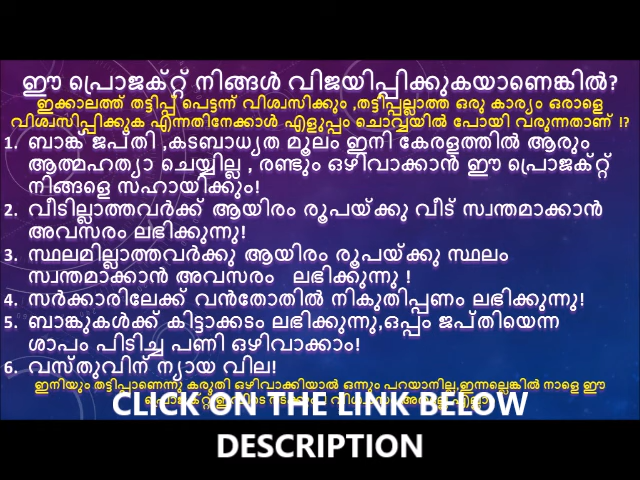 ഈ പ്രൊജക്റ്റ് നിങ്ങൾ വിജയിപ്പിക്കുകയാണെങ്കിൽ?
ഇക്കാലത്ത് തട്ടിപ്പ് പെട്ടന്ന് വിശ്വസിക്കും ,തട്ടിപ്പല്ലാത്ത ഒരു കാര്യം ഒരാളെ
വിശ്വസിപ്പിക്കുക എന്നതിനേക്കാൾ എളുപ്പം ചൊവ്വയിൽ പോയി വരുന്നതാണ് !?
1. ബാങ്ക് ജപ്തി ,കടബാധ്യത മൂലം ഇനി കേരളത്തിൽ ആരും
ആത്മഹത്യാ ചെയ്യില്ല , രണ്ടും ഒഴിവാക്കാൻ ഈ പ്രൊജക്റ്റ്
നിങ്ങളെ സഹായിക്കും!
2. വീടില്ലാത്തവർക്ക് ആയിരം രൂപയ്ക്കു വീട് സ്വന്തമാക്കാൻ
അവസരം ലഭിക്കുന്നു!
3. സ്ഥലമില്ലാത്തവർക്കു ആയിരം രൂപയ്ക്കു സ്ഥലം
സ്വന്തമാക്കാൻ അവസരം ലഭിക്കുന്നു !
4. സർക്കാരിലേക്ക് വൻതോതിൽ നികുതിപ്പണം ലഭിക്കുന്നു!
5. ബാങ്കുകൾക്ക് കിട്ടാക്കടം ലഭിക്കുന്നു,ഒപ്പം ജപ്തിയെന്ന
ശാപം പിടിച്ച പണി ഒഴിവാക്കാം!
6. വസ്തുവിന് ന്യായ വില!
ഇനിയും തട്ടിപ്പാണെന്നു കരുതി ഒഴിവാക്കിയാൽ ഒന്നും പറയാനില്ല,ഇന്നല്ലെങ്കിൽ നാളെ ഈ
CLICK ON THE LINK BELOW
DESCRIPTION